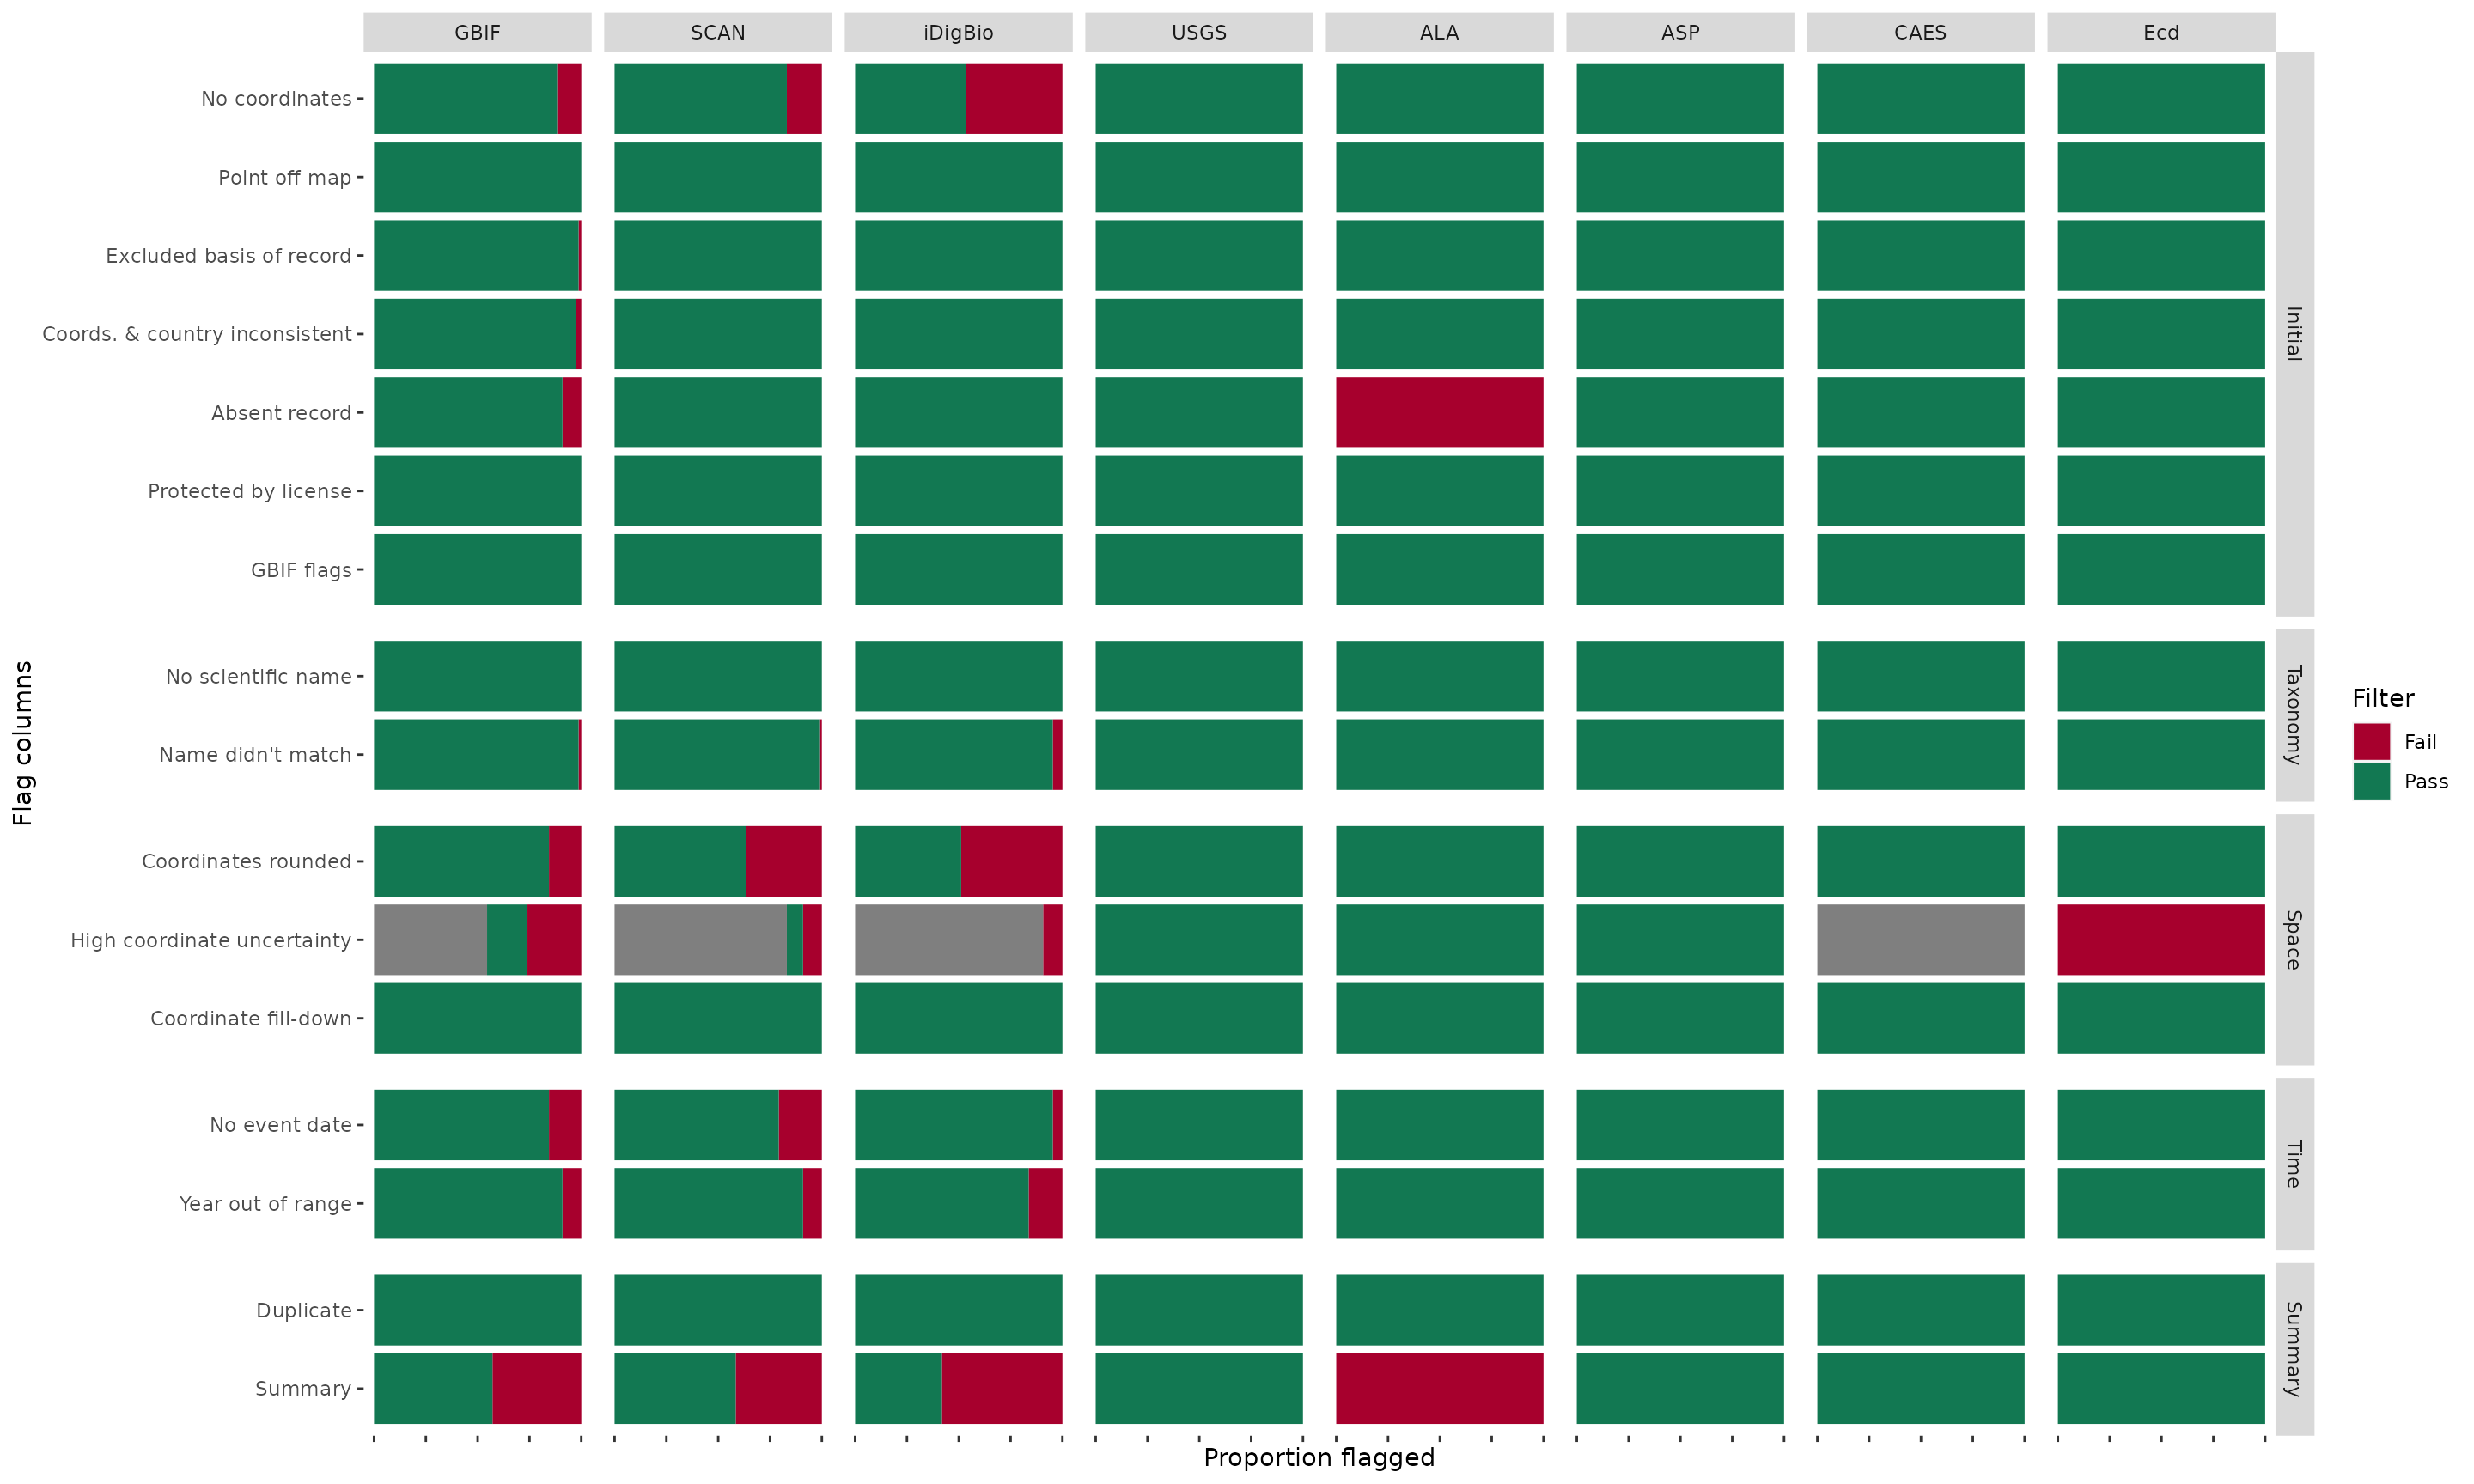 GBIF SCAN iDigBio USGS ALA ASP CAES Ecd
No coordinates
Point off map
Excluded basis of record
Coords. & country inconsistent
Absent record
Protected by license
GBIF flags
Initial
No scientific name
Name didn't match
Taxonomy
Coordinates rounded
High coordinate uncertainty
Coordinate fill-down
Space
No event date
Year out of range
Time
Duplicate
Summary
Summary
Flag columns
Proportion flagged
Filter
Fail
Pass